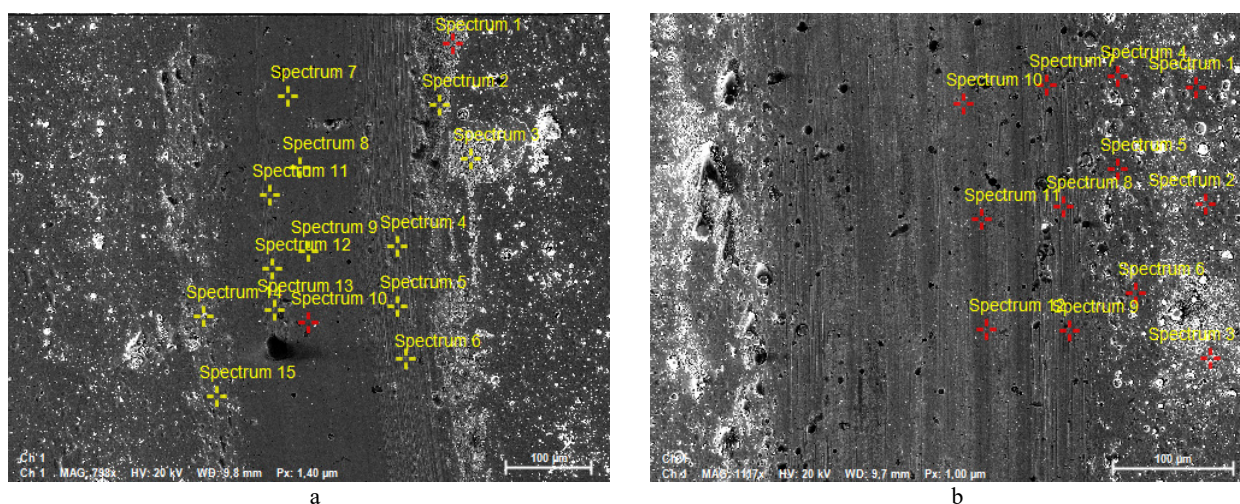 Spectrum 1
Spectrum 7
Spectrum 2
Spectrum 3
Spectrum 8
Spectrum 11
Spectrum 4
Spectrum 9
Spectrum 12
Spectrum 5
Spectrum 13
Spectrum 14
Spectrum 10
Spectrum 6
Spectrum 15
Ch 1
Ch 1 MAG: 798x HV: 20 kV WD: 9,8 mm Px: 1,40 µm
100 µm
a
Spectrum 4
Spectrum 7
Spectrum 1
Spectrum 10
Spectrum 5
Spectrum 8
Spectrum 2
Spectrum 11
Spectrum 6
Spectrum 12
Spectrum 9
Spectrum 3
MAG: 1117x HV: 20 kV WD: 9,7 mm Px: 1,00 µm
100 µm
b